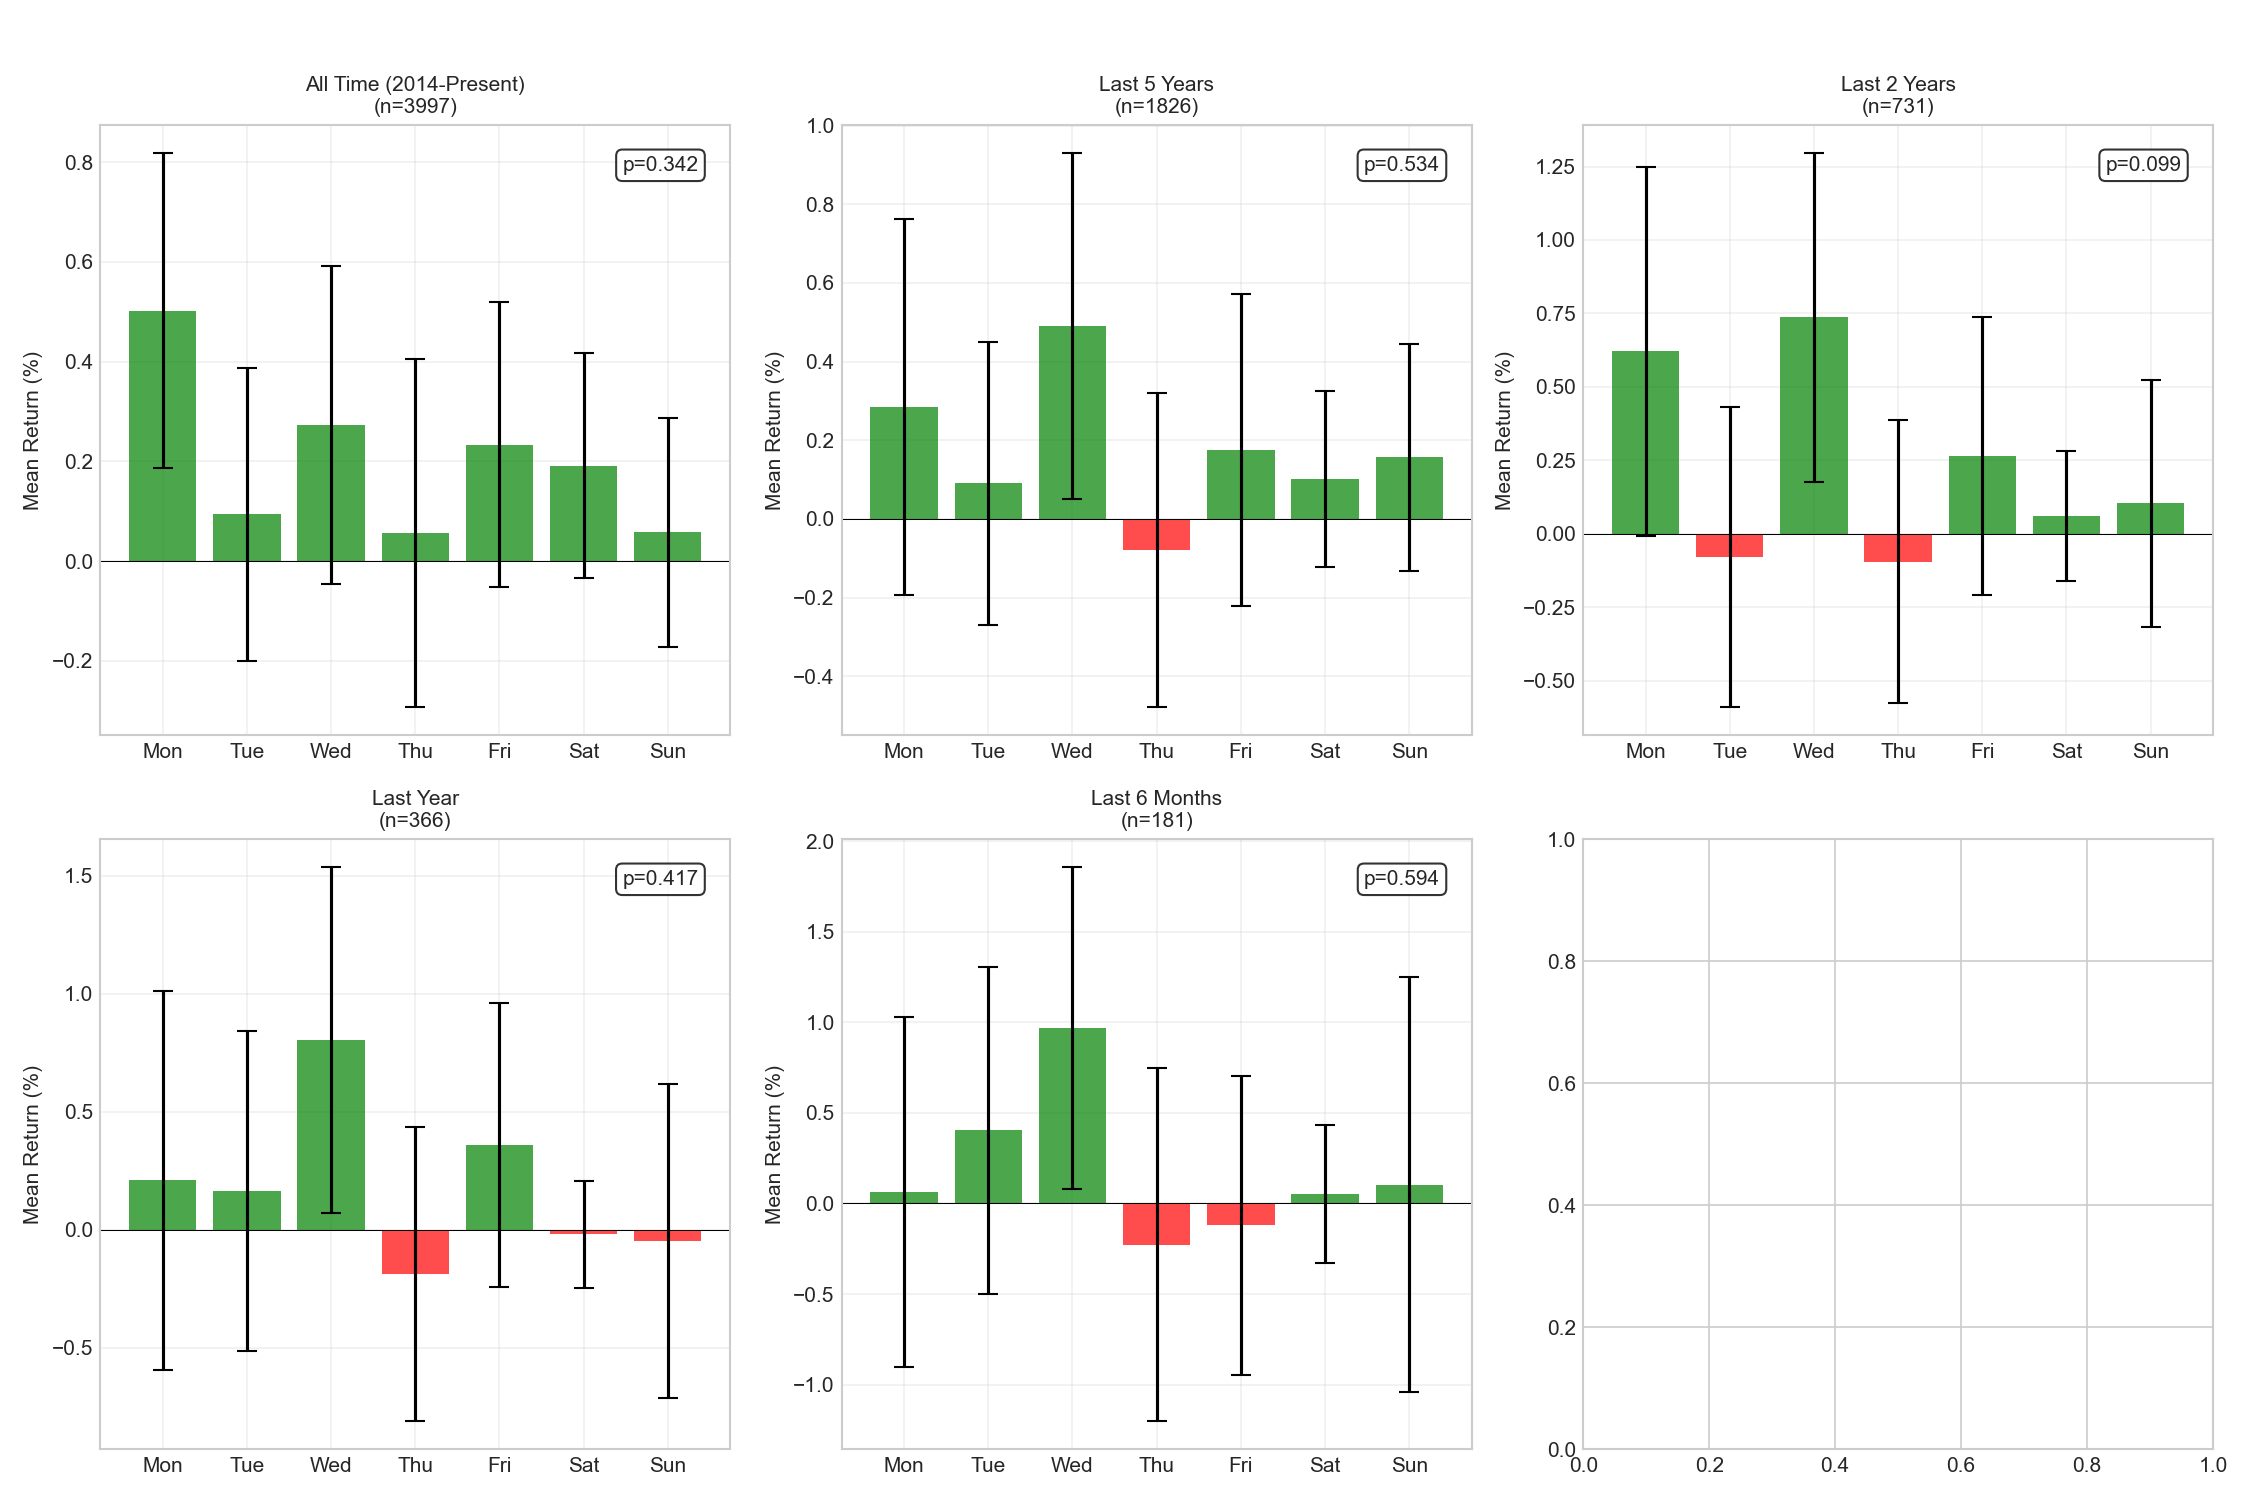 All Time (2014-Present)
(n=3997)
p=0.342
Mean Return (%)
0.8
0.6
0.4
0.2
0.0
−0.2
Mon Tue Wed Thu Fri Sat Sun
Last 5 Years
(n=1826)
p=0.534
Mean Return (%)
1.0
0.8
0.6
0.4
0.2
0.0
−0.2
−0.4
Mon Tue Wed Thu Fri Sat Sun
Last 2 Years
(n=731)
p=0.099
Mean Return (%)
1.25
1.00
0.75
0.50
0.25
0.00
−0.25
−0.50
Mon Tue Wed Thu Fri Sat Sun
Last Year
(n=366)
p=0.417
Mean Return (%)
1.5
1.0
0.5
0.0
−0.5
Mon Tue Wed Thu Fri Sat Sun
Last 6 Months
(n=181)
p=0.594
Mean Return (%)
2.0
1.5
1.0
0.5
0.0
−0.5
−1.0
Mon Tue Wed Thu Fri Sat Sun
1.0
0.8
0.6
0.4
0.2
0.0
0.0 0.2 0.4 0.6 0.8 1.0